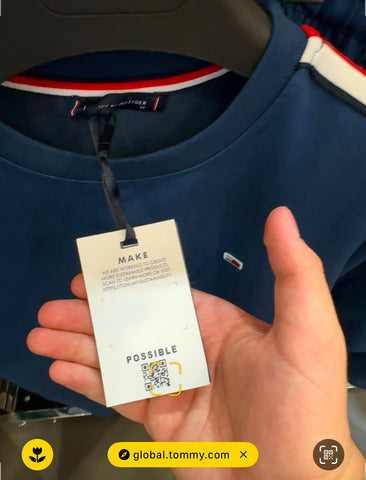 HILFIGER
MAKE
WE ARE WORKING TO CREATE
MORE SUSTAINABLE PRODUCTS.
SCAN TO LEARN MORE OR VISIT
POSSIBLE
global.tommy.com